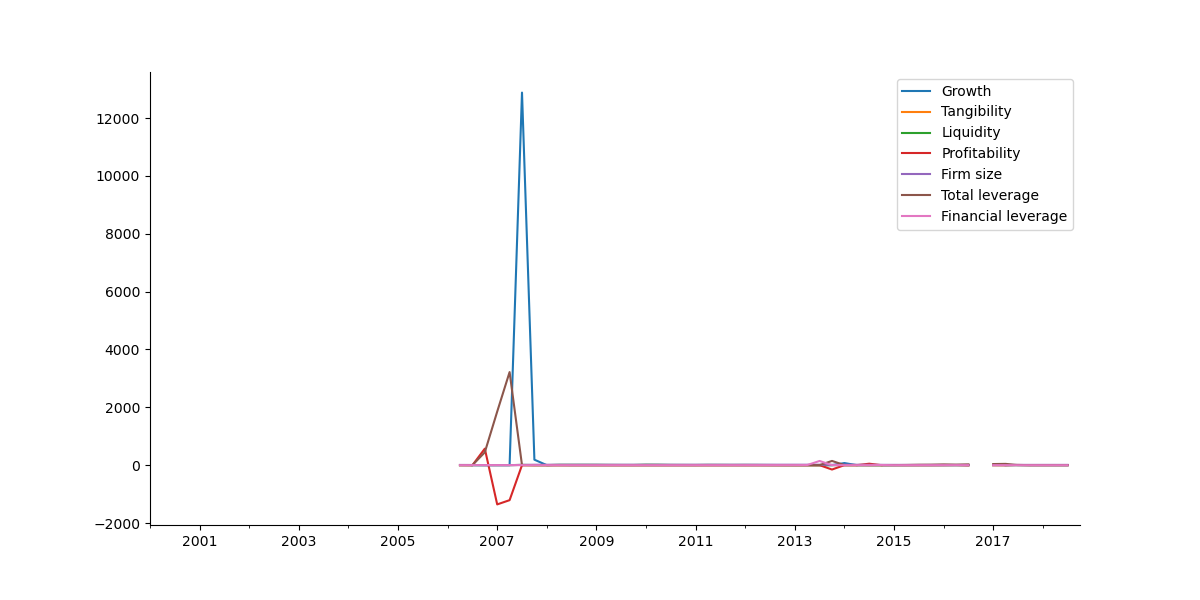 12000
10000
8000
6000
4000
2000
0
−2000
2001 2003 2005 2007 2009 2011 2013 2015 2017
Growth
Tangibility
Liquidity
Profitability
Firm size
Total leverage
Financial leverage